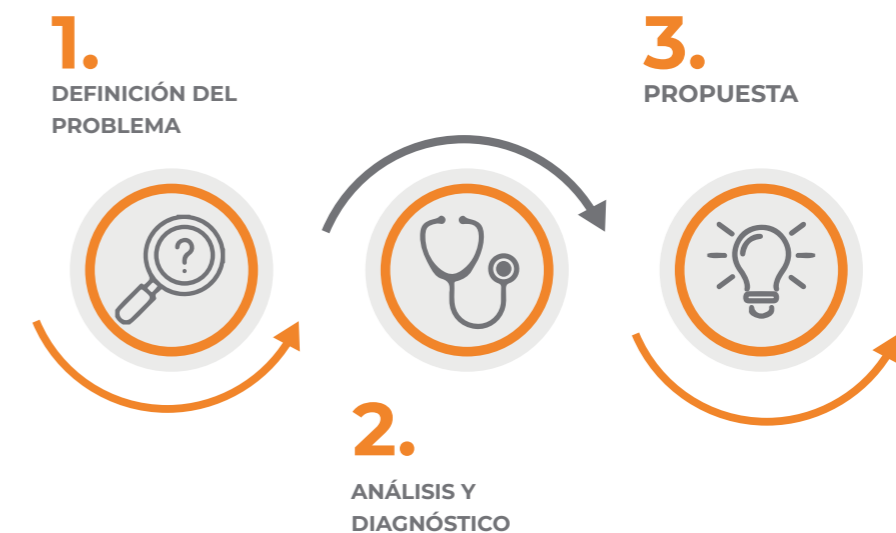 1.
DEFINICIÓN DEL
PROBLEMA
?
2.
ANÁLISIS Y
DIAGNÓSTICO
3.
PROPUESTA